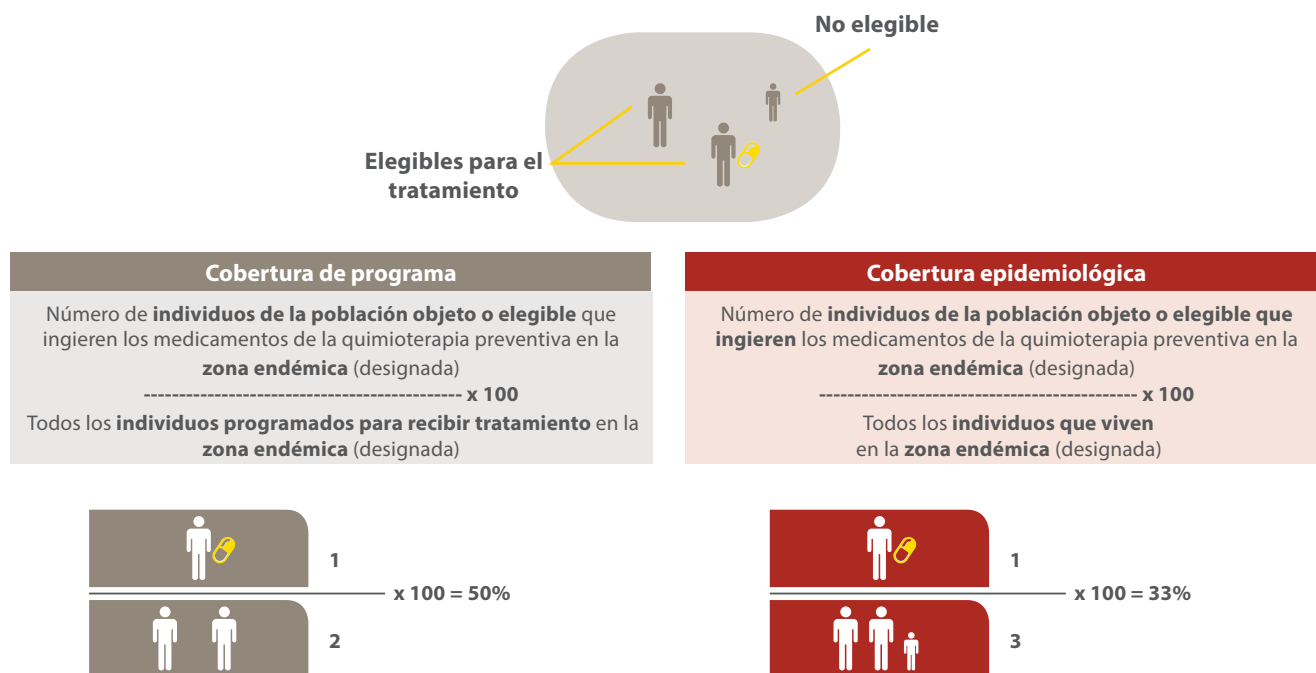 No elegible
Elegibles para el
tratamiento
Cobertura de programa
Número de individuos de la población objeto o elegible que
ingieren los medicamentos de la quimioterapia preventiva en la
zona endémica (designada)
--------------------------------------------- x 100
Todos los individuos programados para recibir tratamiento en la
zona endémica (designada)
1
x 100 = 50%
2
Cobertura epidemiológica
Número de individuos de la población objeto o elegible que
ingieren los medicamentos de la quimioterapia preventiva en la
zona endémica (designada)
--------------------------------------------- x 100
Todos los individuos que viven
en la zona endémica (designada)
1
x 100 = 33%
3